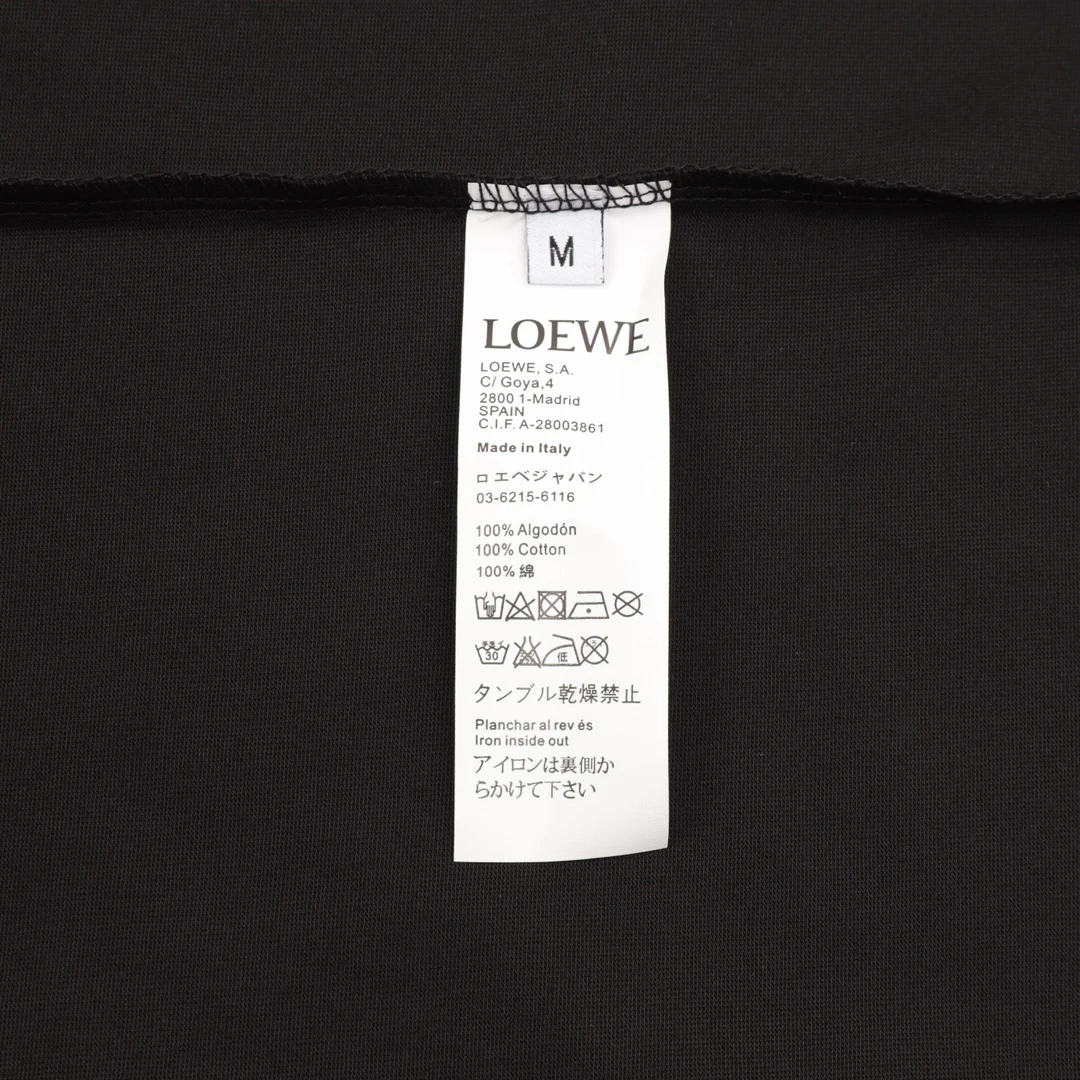 M
LOEWE
LOEWE, S.A.
C/ Goya,4
2800 1-Madrid
SPAIN
C.I.F. A-28003861
Made in Italy
ロエベジャパン
03-6215-6116
100% Algodón
100% Cotton
100% 綿
30
低
タンブル乾燥禁止
Planchar al rev és
Iron inside out
アイロンは裏側か
らかけて下さい